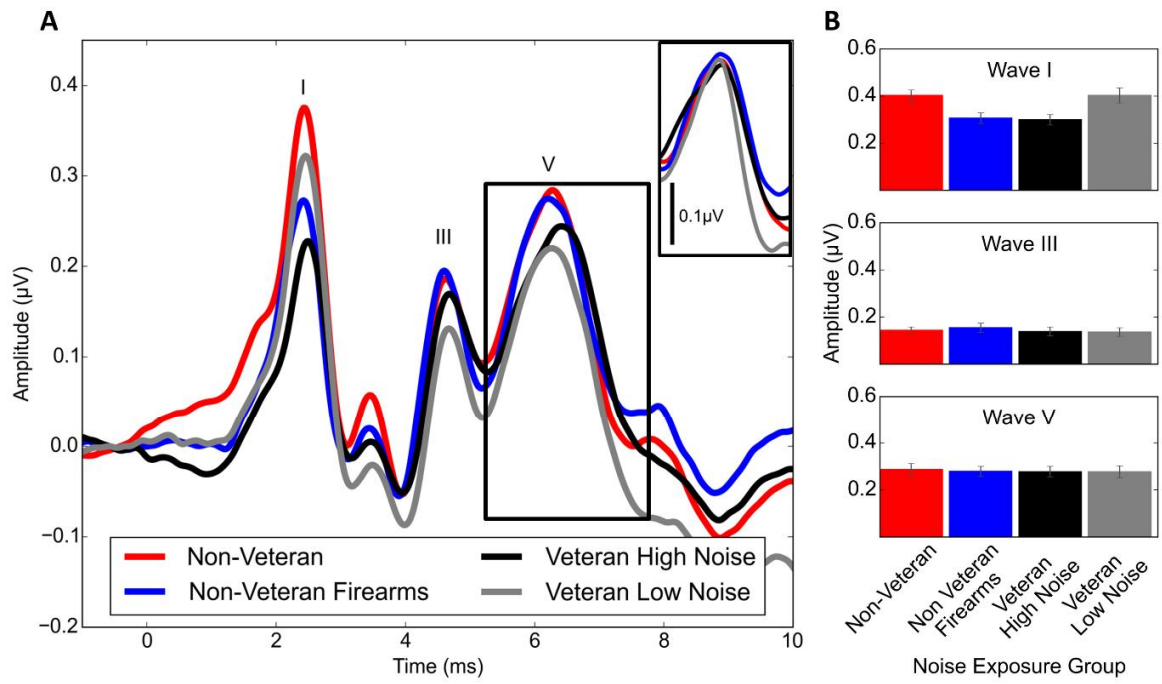 A
0.4
0.3
0.2
0.1
0.0
−0.1
−0.2
Amplitude (µV)
I
III
V
0.1µV
Non-Veteran
Non-Veteran Firearms
Veteran High Noise
Veteran Low Noise
0
2
4
6
8
10
Time (ms)
B
0.6
0.4
0.2
Wave I
0.6
0.4
0.2
Wave III
Amplitude (µV)
0.6
0.4
0.2
Wave V
Non-Veteran
Non Veteran
Firearms
Veteran
High Noise
Veteran
Low Noise
Noise Exposure Group